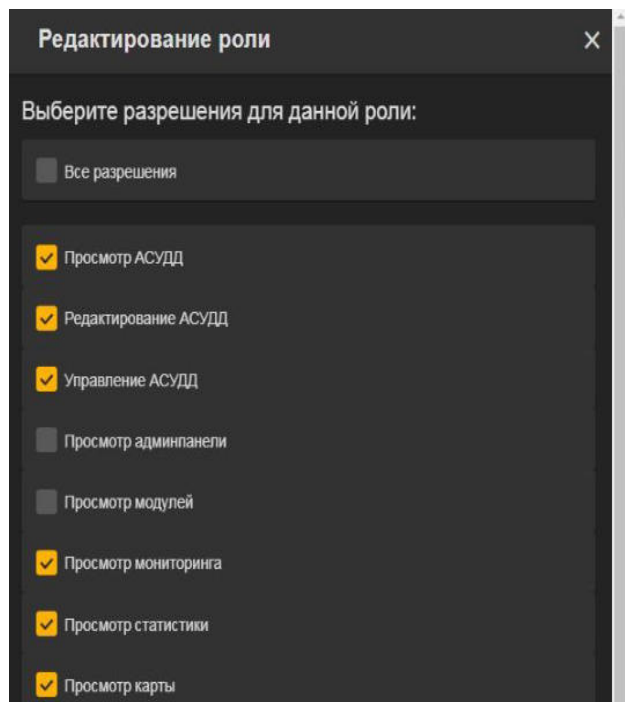 Редактирование роли
Выберите разрешения для данной роли:
Все разрешения
Просмотр АСУДД
Редактирование АСУДД
Управление АСУДД
Просмотр админпанели
Просмотр модулей
Просмотр мониторинга
Просмотр статистики
Просмотр карты